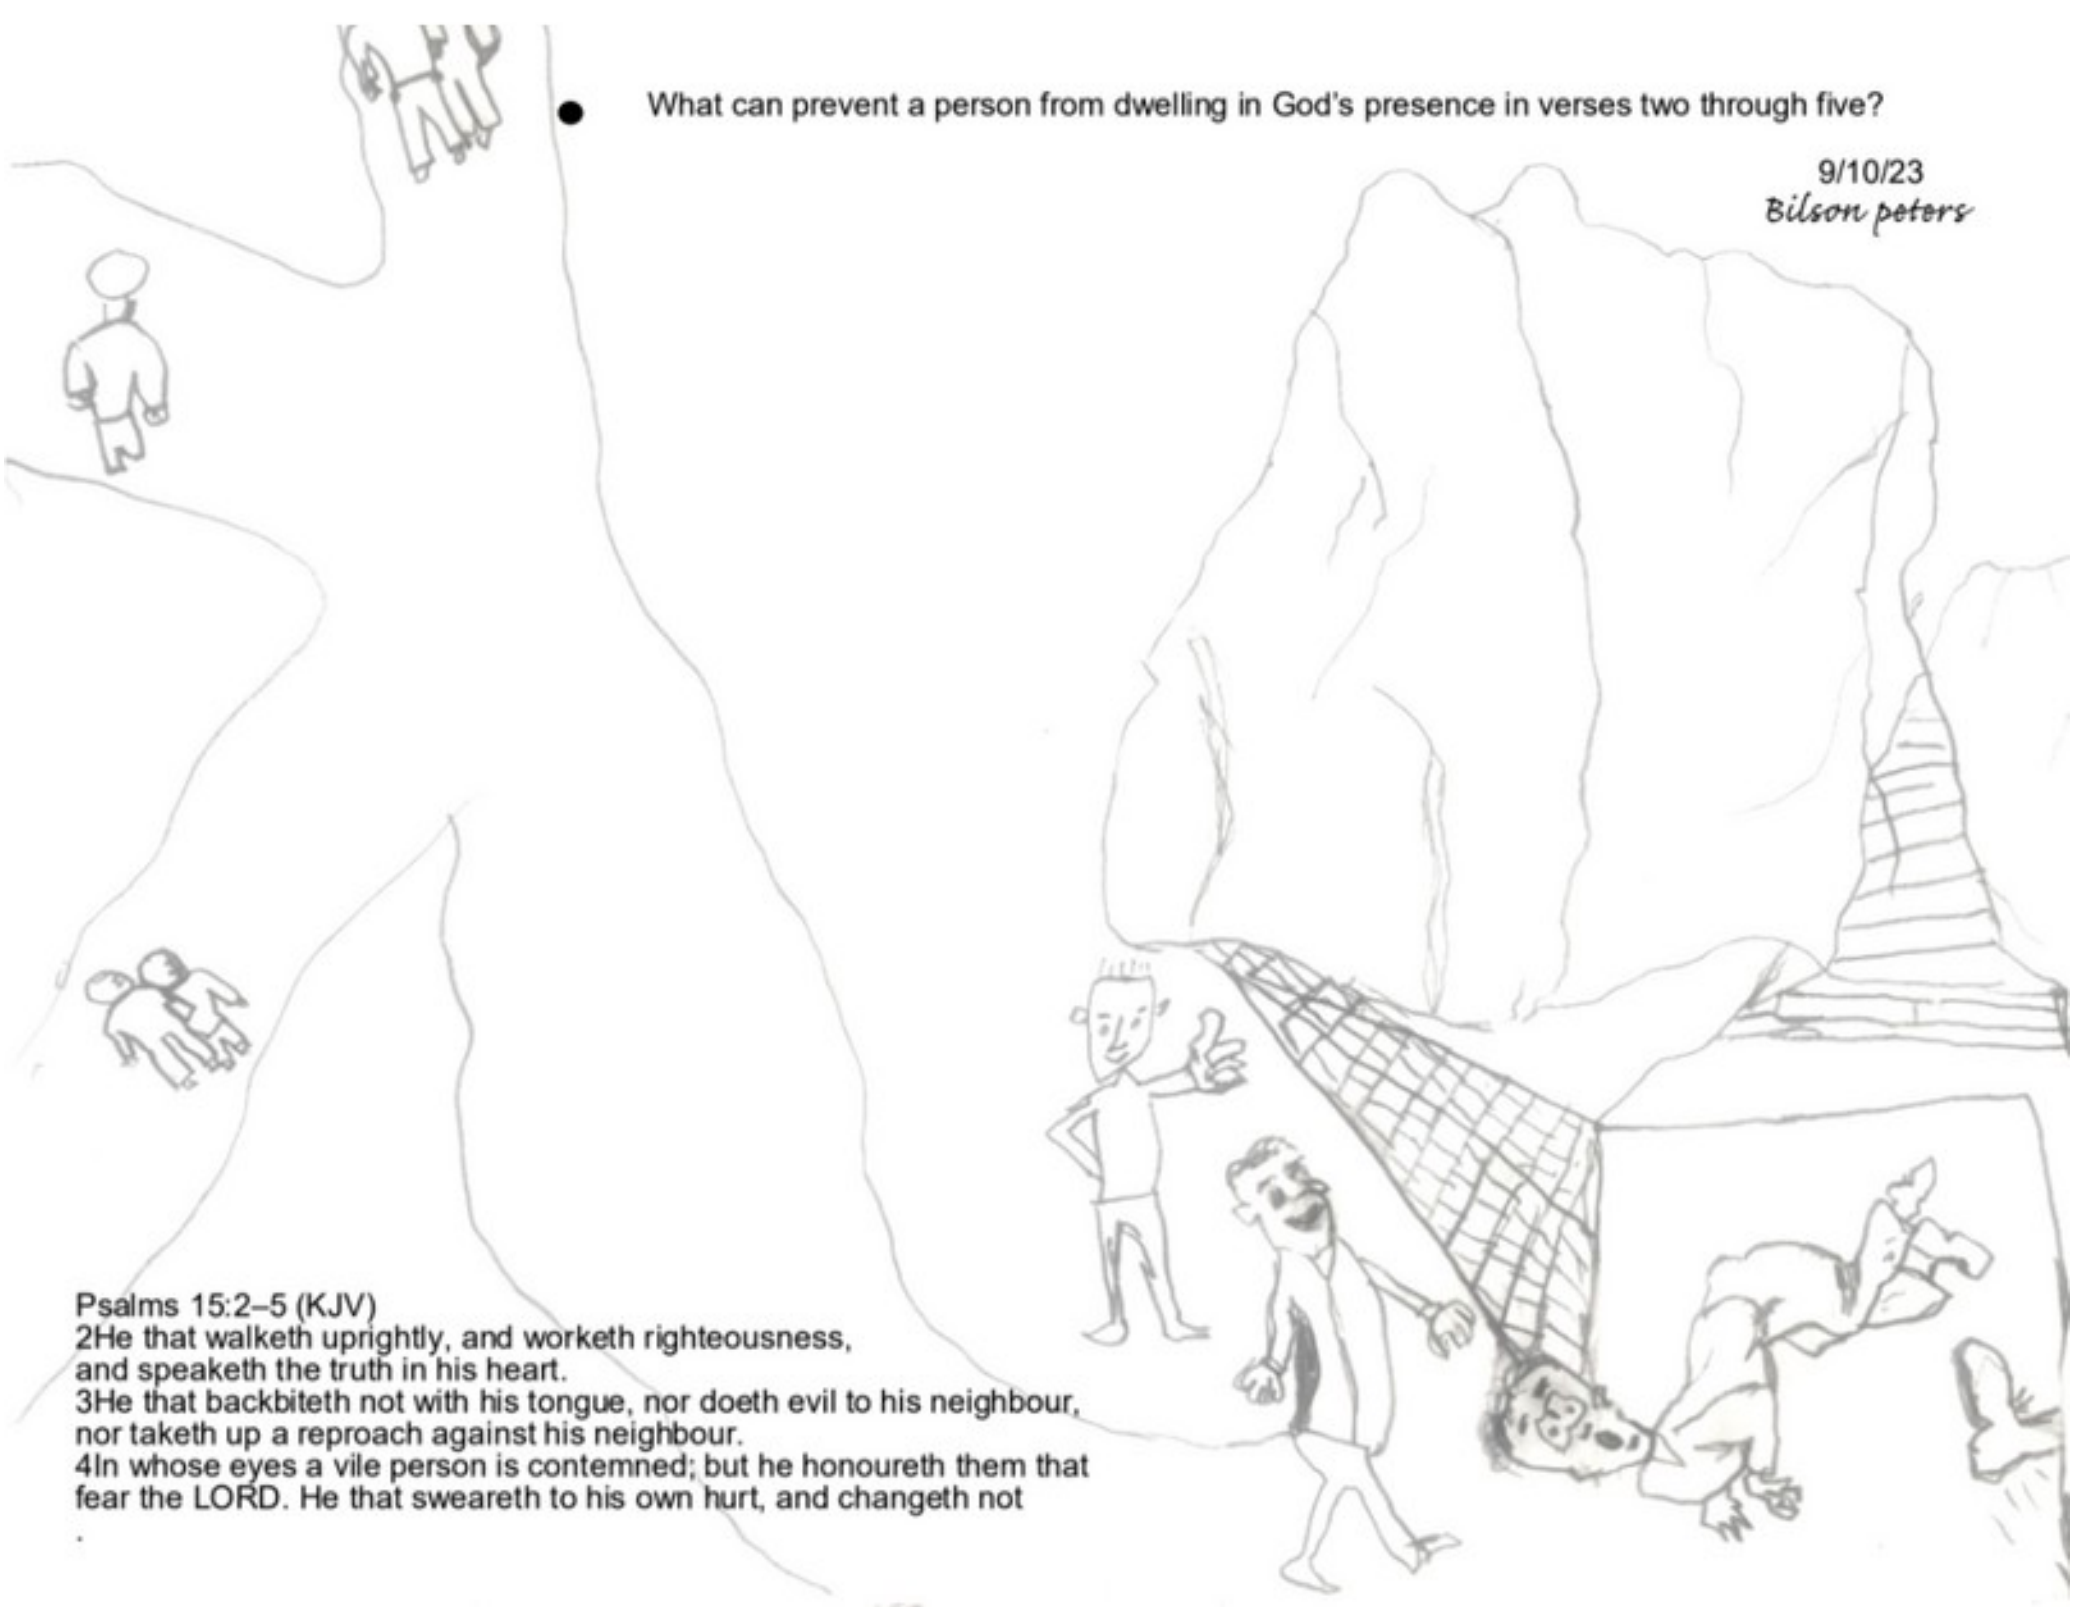 ● What can prevent a person from dwelling in God's presence in verses two through five?
9/10/23
Bilson peters
Psalms 15:2–5 (KJV)
2He that walketh uprightly, and worketh righteousness,
and speaketh the truth in his heart.
3He that backbiteth not with his tongue, nor doeth evil to his neighbour,
nor taketh up a reproach against his neighbour.
4In whose eyes a vile person is contemned; but he honoureth them that
fear the LORD. He that sweareth to his own hurt, and changeth not
.